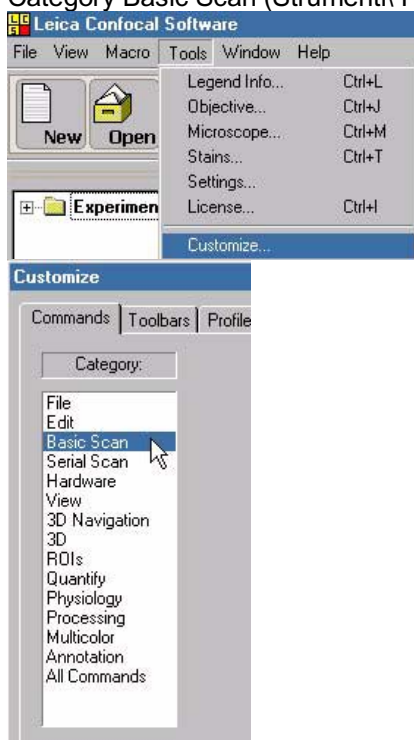 Category Basic Scan (Strumenti\
Leica Confocal Software
File View Macro Tools Window Help
New Open
Legend Info... Ctrl+L
Objective... Ctrl+J
Microscope... Ctrl+M
Stains... Ctrl+T
Settings...
License... Ctrl+I
Experimen
Customize...
Customize
Commands Toolbars Profile
Category:
File
Edit
Basic Scan
Serial Scan
Hardware
View
3D Navigation
3D
ROIs
Quantify
Physiology
Processing
Multicolor
Annotation
All Commands